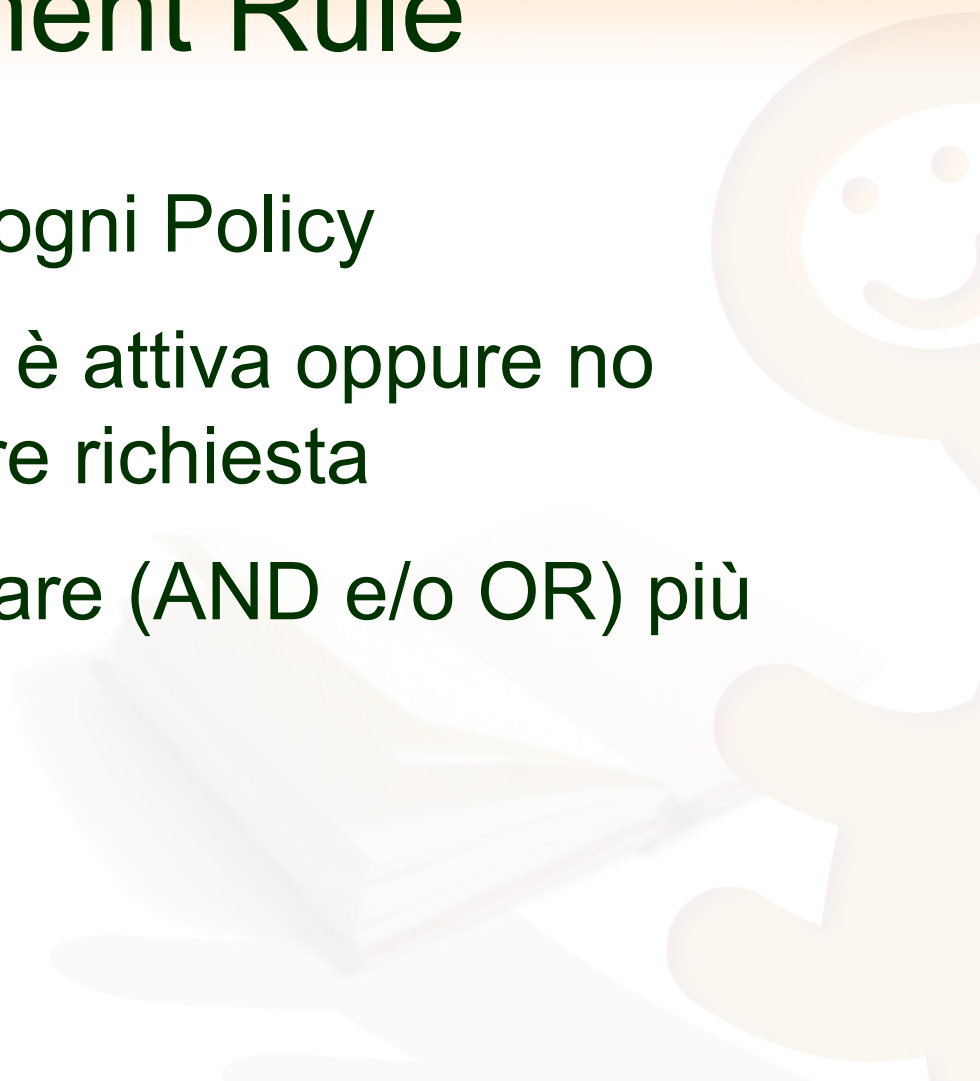 ment Rule
ogni Policy
è attiva oppure no
re richiesta
are (AND e/o OR) più